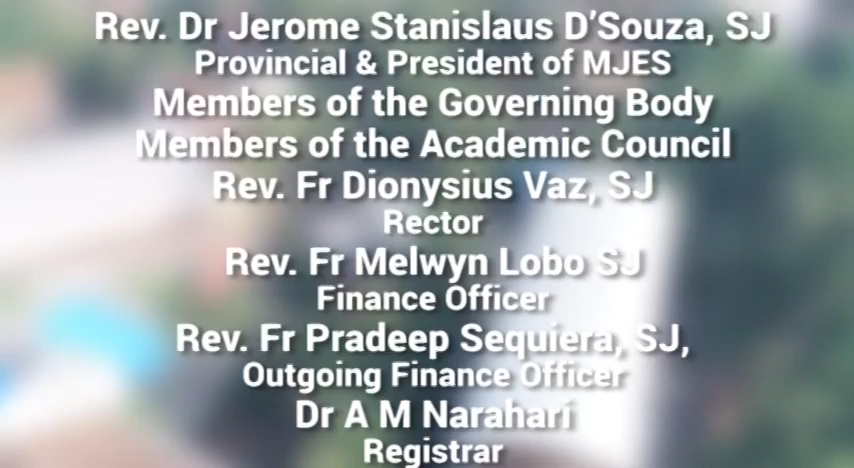 Rev. Dr Jerome Stanislaus D’Souza, SJ
Provincial & President of MJES
Members of the Governing Body
Members of the Academic Council
Rev. Fr Dionysius Vaz, SJ
Rector
Rev. Fr Melwyn Lobo SJ
Finance Officer
Rev. Fr Pradeep Sequiera, SJ,
Outgoing Finance Officer
Dr A M Narahari
Registrar